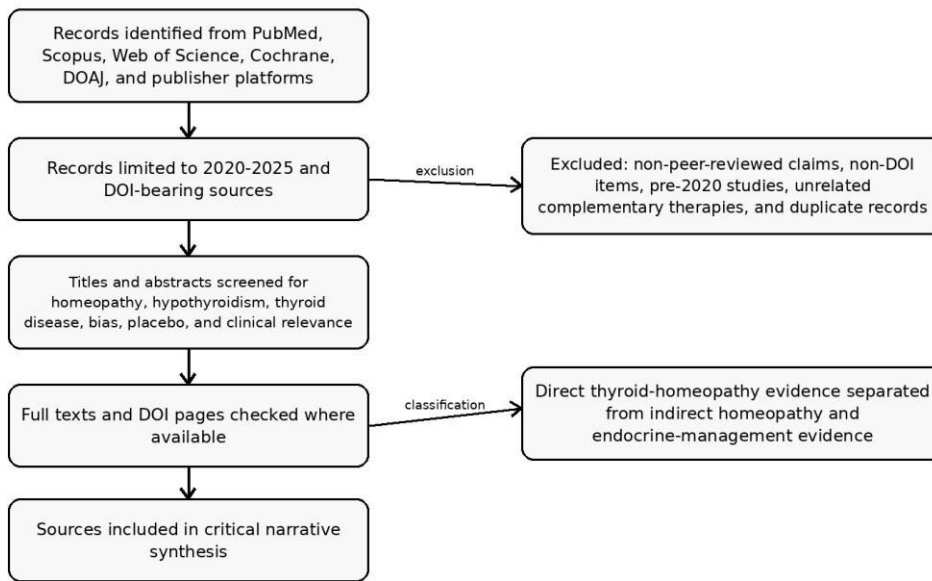 Records identified from PubMed,
Scopus, Web of Science, Cochrane,
DOAJ, and publisher platforms
Records limited to 2020-2025 and
DOI-bearing sources
exclusion
Excluded: non-peer-reviewed claims, non-DOI
items, pre-2020 studies, unrelated
complementary therapies, and duplicate records
Titles and abstracts screened for
homeopathy, hypothyroidism, thyroid
disease, bias, placebo, and clinical relevance
Full texts and DOI pages checked where
available
classification
Direct thyroid-homeopathy evidence separated
from indirect homeopathy and
endocrine-management evidence
Sources included in critical narrative
synthesis